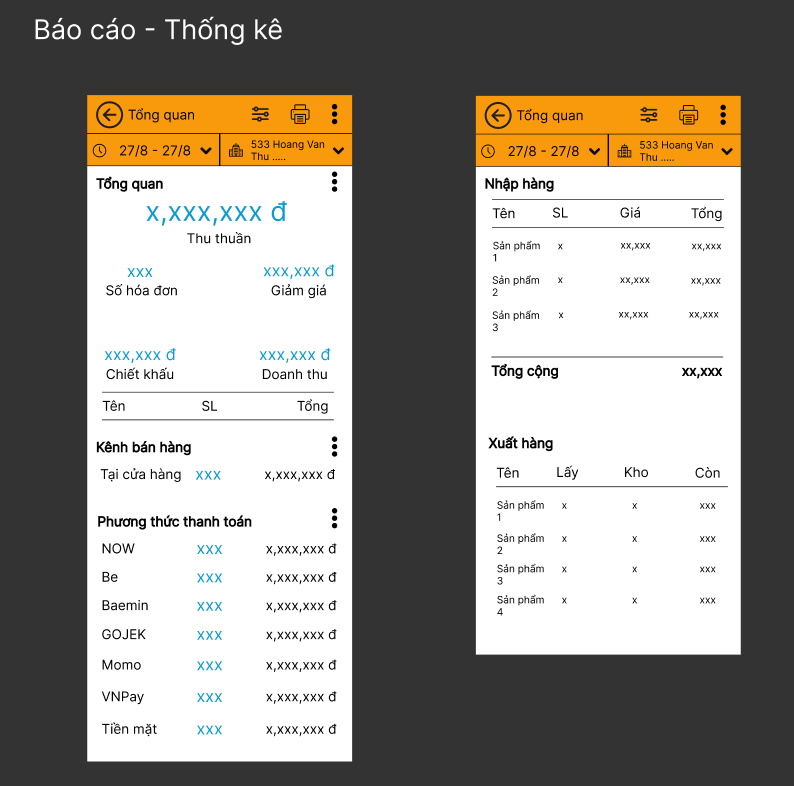 Báo cáo - Thống kê
Tổng quan
27/8 - 27/8
533 Hoang Van
Thu .....
Tổng quan
x,xxx,xxx đ
Thu thuần
xxx xxx,xxx đ
Số hóa đơn Giảm giá
xxx,xxx đ xxx,xxx đ
Chiết khấu Doanh thu
Tên SL Tổng
Kênh bán hàng
Tại cửa hàng xxx x,xxx,xxx đ
Phương thức thanh toán
NOW xxx x,xxx,xxx đ
Be xxx x,xxx,xxx đ
Baemin xxx x,xxx,xxx đ
GOJEK xxx x,xxx,xxx đ
Momo xxx x,xxx,xxx đ
VNPay xxx x,xxx,xxx đ
Tiền mặt xxx x,xxx,xxx đ
Tổng quan
27/8 - 27/8
533 Hoang Van
Thu .....
Nhập hàng
Tên SL Giá Tổng
Sản phẩm x xx,xxx xx,xxx
1
Sản phẩm x xx,xxx xx,xxx
2
Sản phẩm x xx,xxx xx,xxx
3
Tổng cộng xx,xxx
Xuất hàng
Tên Lấy Kho Còn
Sản phẩm x x xxx
1
Sản phẩm x x xxx
2
Sản phẩm x x xxx
3
Sản phẩm x x xxx
4